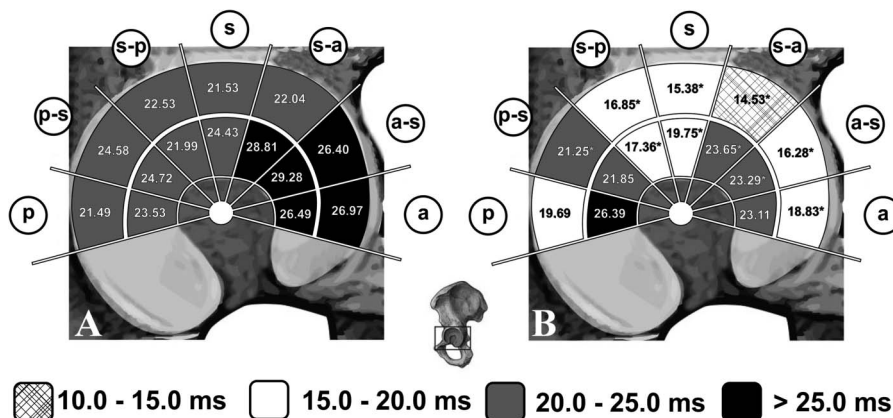 s
s
s-p
s-a
s-p
s-a
21.53
15.38*
22.53
22.04
16.85*
14.53*
p-s
a-s
p-s
a-s
24.43
19.75*
24.58
21.99
28.81
26.40
21.25*
17.36*
23.65*
16.28*
24.72
29.28
21.85
23.29*
p
21.49
23.53
26.49
26.97
a
p
19.69
26.39
23.11
18.83*
a
A
B
10.0 - 15.0 ms
15.0 - 20.0 ms
20.0 - 25.0 ms
> 25.0 ms